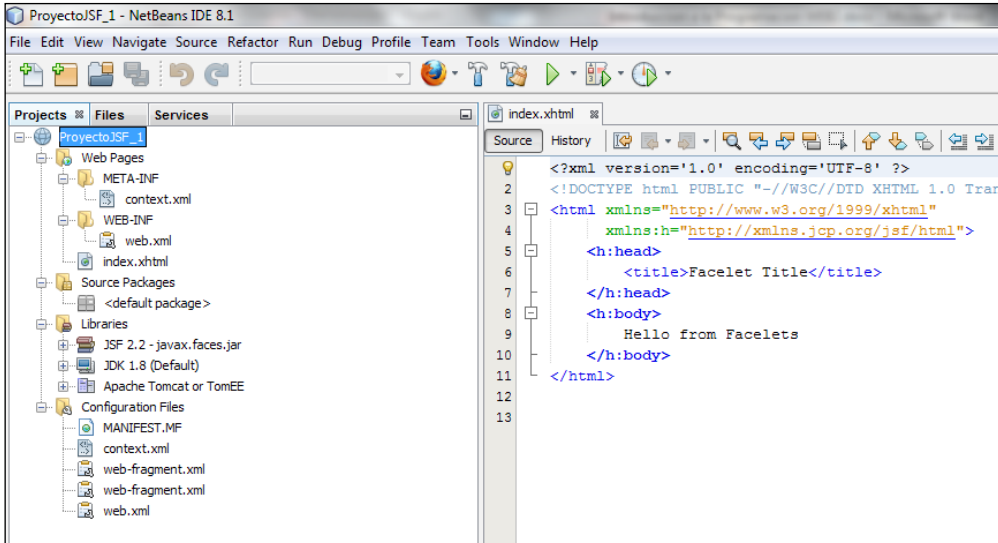 ProyectoJSF_1 - NetBeans IDE 8.1
File Edit View Navigate Source Refactor Run Debug Profile Team Tools Window Help
Projects Files Services
ProyectoJSF_1
Web Pages
META-INF
context.xml
WEB-INF
web.xml
index.xhtml
Source Packages
<default package>
Libraries
JSF 2.2 - javax.faces.jar
JDK 1.8 (Default)
Apache Tomcat or TomEE
Configuration Files
MANIFEST.MF
context.xml
web-fragment.xml
web-fragment.xml
web.xml
index.xhtml
Source History
<?xml version='1.0' encoding='UTF-8' ?>
2 <!DOCTYPE html PUBLIC "-//W3C//DTD XHTML 1.0 Tran
3 <html xmlns="http://www.w3.org/1999/xhtml"
4 xmlns:h="http://xmlns.jcp.org/jsf/html">
5 <h:head>
6 <title>Facelet Title</title>
7 </h:head>
8 <h:body>
9 Hello from Facelets
10 </h:body>
11 </html>
12
13